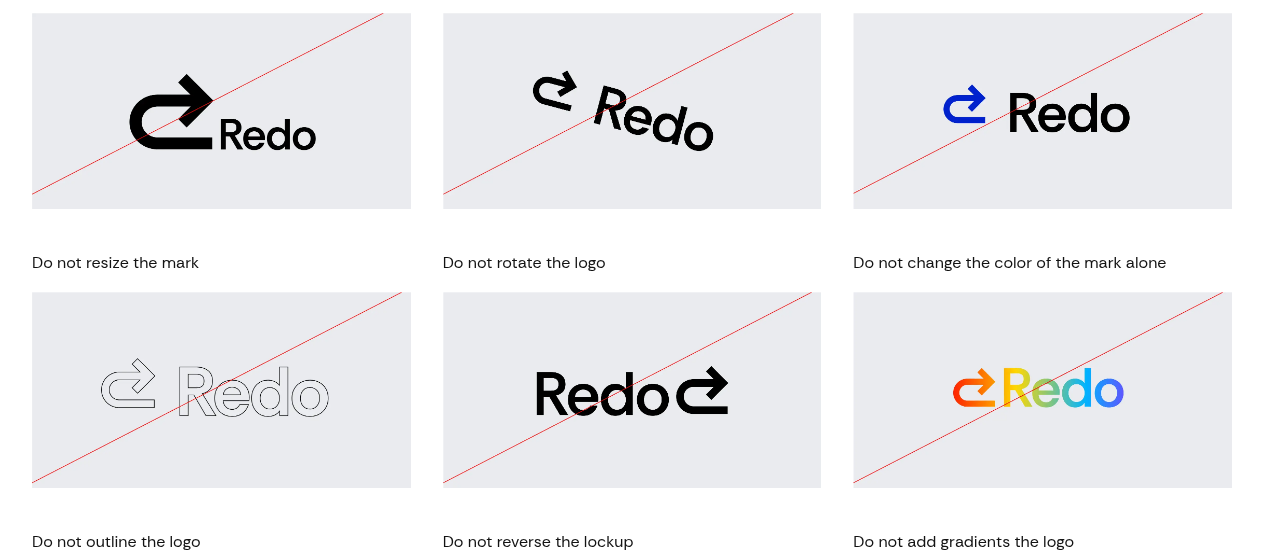 Redo
Redo
Redo
Do not resize the mark
Do not rotate the logo
Do not change the color of the mark alone
Redo
Redo
Redo
Do not outline the logo
Do not reverse the lockup
Do not add gradients the logo